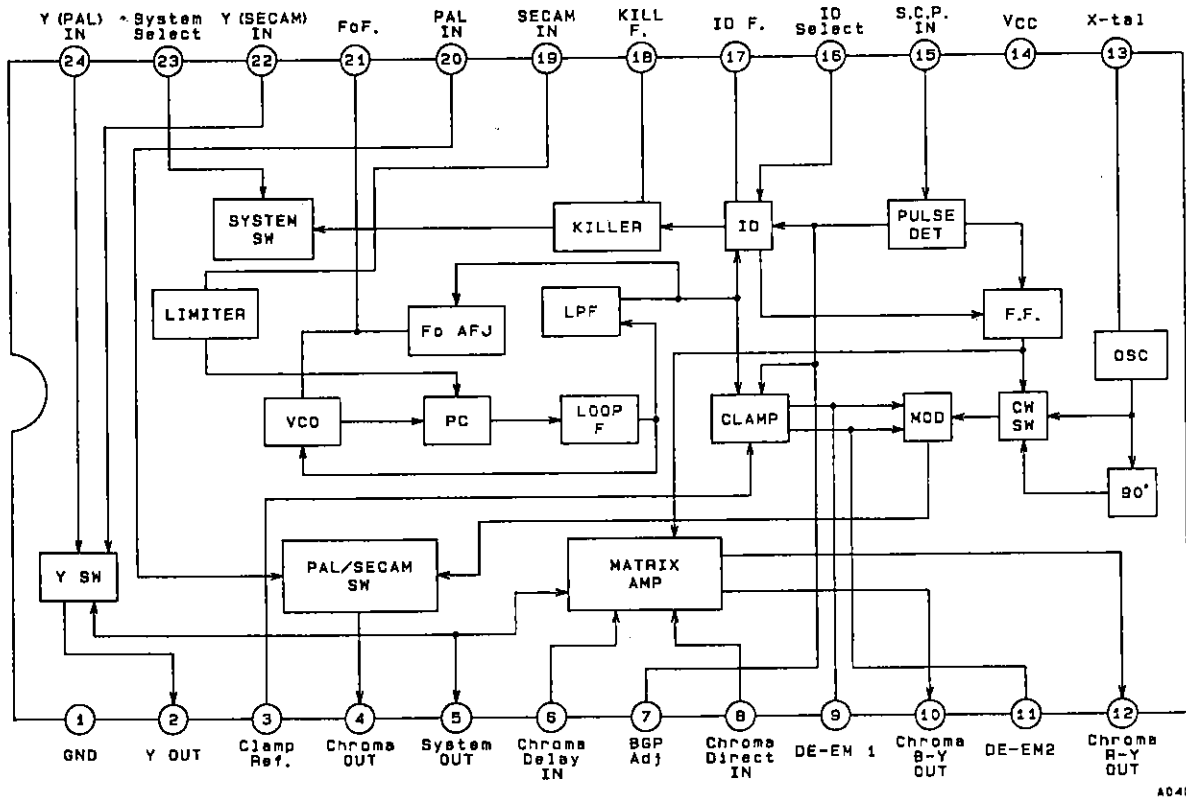 Y (PAL) IN
* System Select
Y (SECAM) IN
FoF.
PAL IN
SECAM IN
KILL F.
ID F.
ID Select
S.C.P. IN
VCC
X-tal
24 23 22 21 20 19 18 17 16 15 14 13
SYSTEM SW
KILLER
ID
PULSE DET
LIMITER
Fo AFJ
LPF
F.F.
OSC
VCO
PC
LOOP F
CLAMP
MOD
CW SW
90°
Y SW
PAL/SECAM SW
MATRIX AMP
1 2 3 4 5 6 7 8 9 10 11 12
GND
Y OUT
Clamp Ref.
Chroma OUT
System OUT
Chroma Delay IN
BGP Adj
Chroma Direct IN
DE-EM 1
Chroma B-Y OUT
DE-EM2
Chroma R-Y OUT